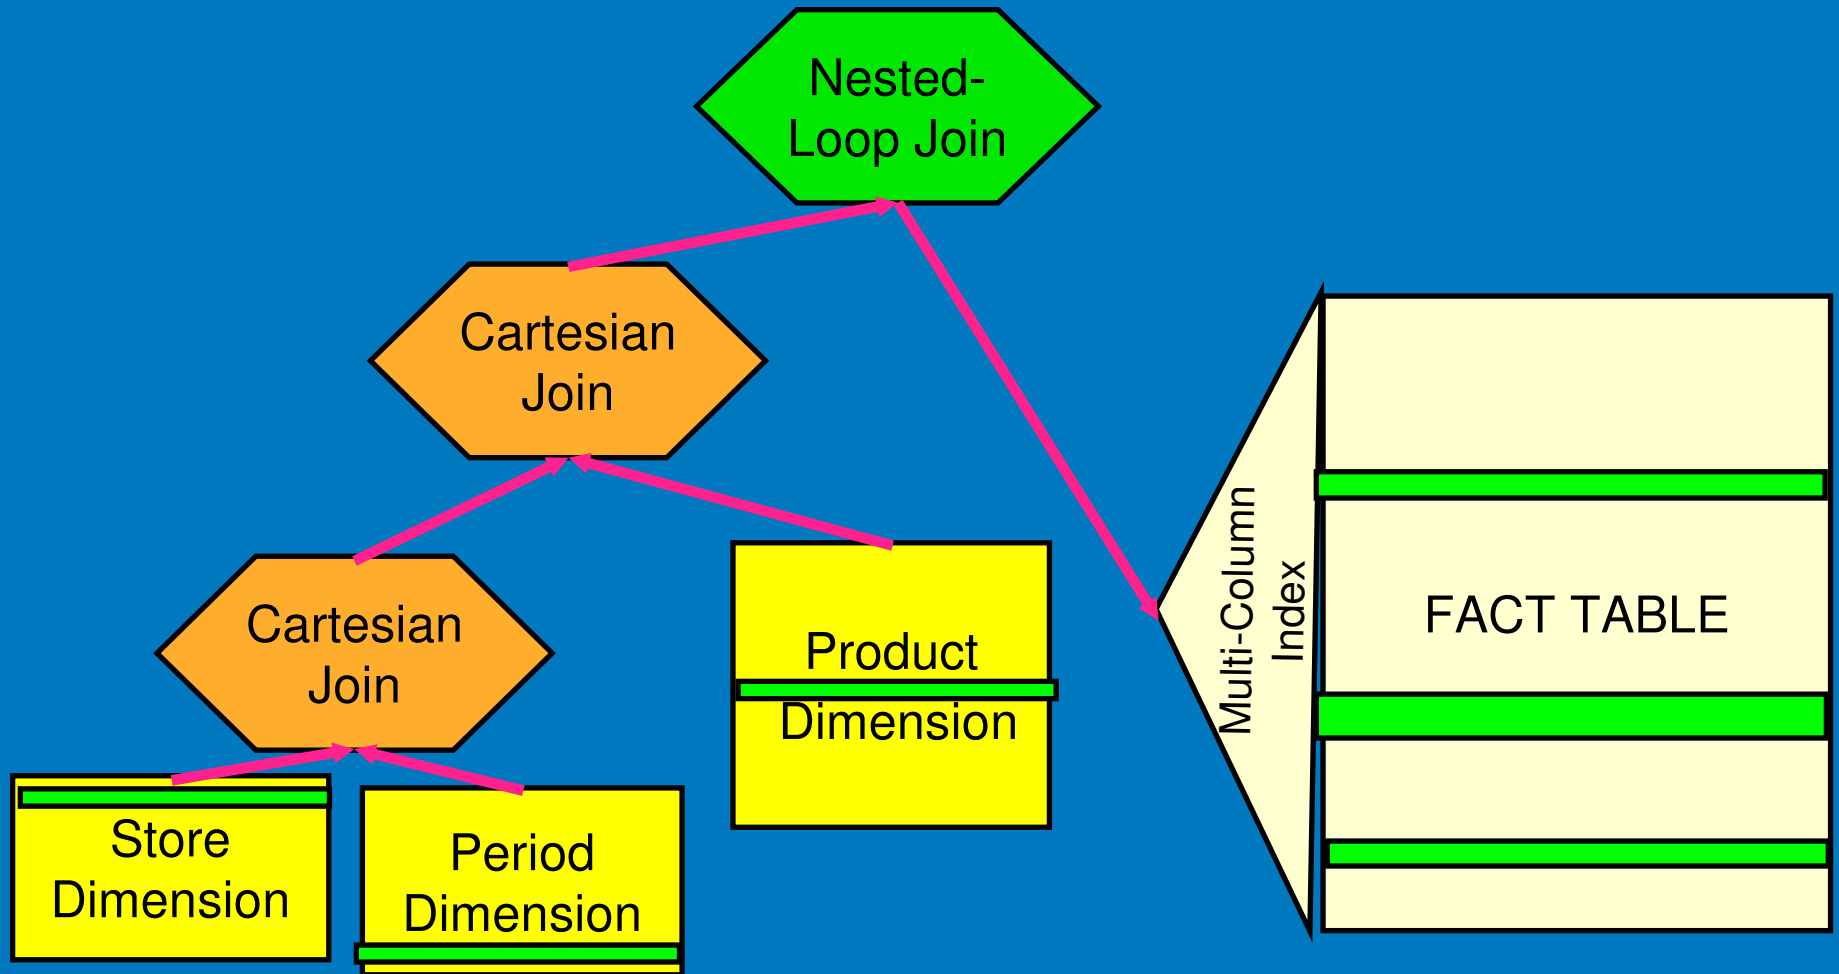 Nested-
Loop Join
Cartesian
Join
Cartesian
Join
Product
Dimension
Store
Dimension
Period
Dimension
Multi-Column
Index
FACT TABLE